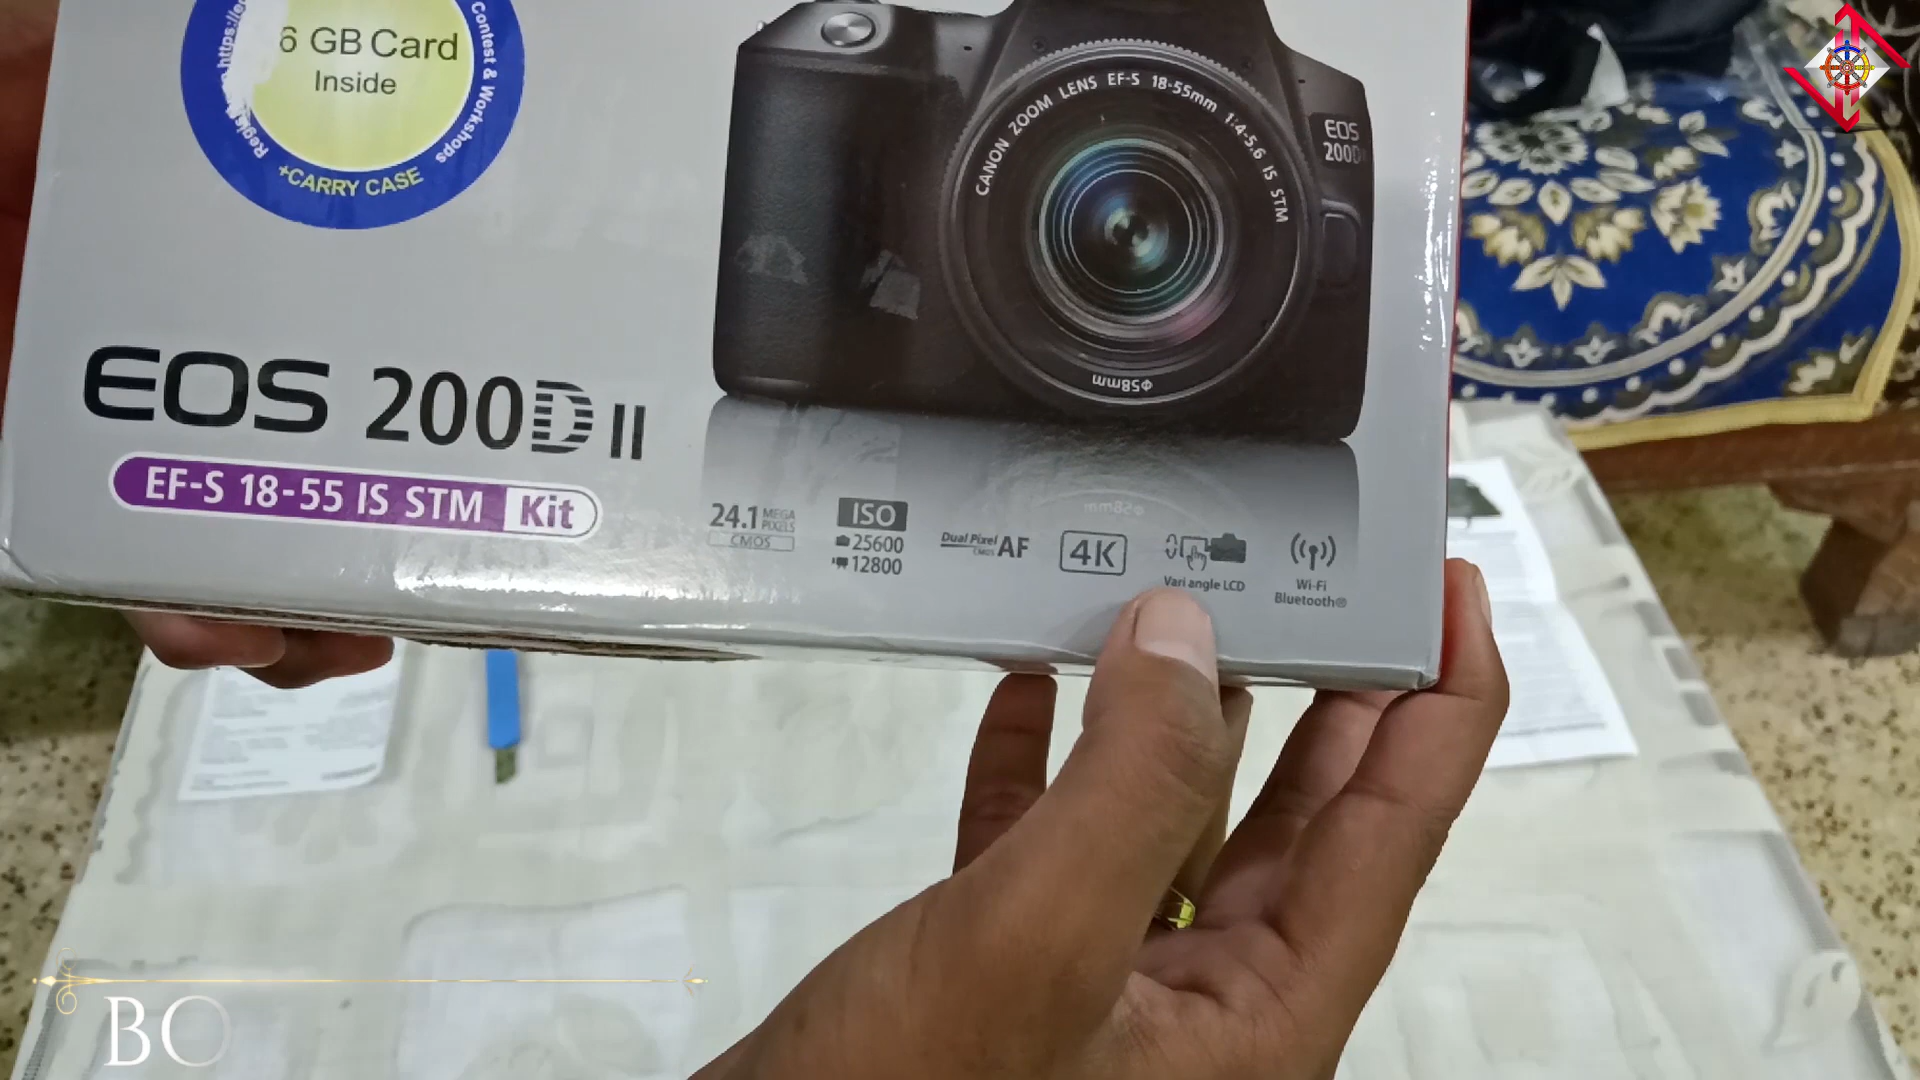 6 GB Card
Inside
+CARRY CASE
Contest & Workshops
CANON ZOOM LENS EF-S 18-55mm 1:4-5.6 IS STM
Φ58mm
EOS
200D
EOS 200D II
EF-S 18-55 IS STM Kit
24.1 MEGA PIXELS
CMOS
ISO
25600
12800
Dual Pixel CMOS AF
4K
Vari angle LCD
Wi-Fi
Bluetooth®
BO